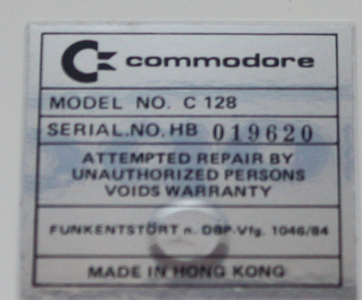 commodore
MODEL NO. C 128
SERIAL.NO. HB 019620
ATTEMPTED REPAIR BY
UNAUTHORIZED PERSONS
VOIDS WARRANTY
FUNKENTSTÖRT n. DBP-Vfg. 1046/84
MADE IN HONG KONG